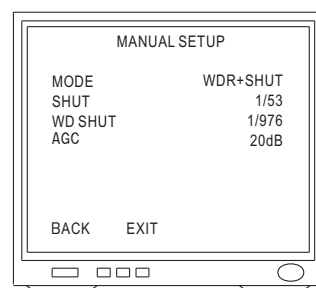 MANUAL SETUP
MODE WDR+SHUT
SHUT 1/53
WD SHUT 1/976
AGC 20dB
BACK EXIT